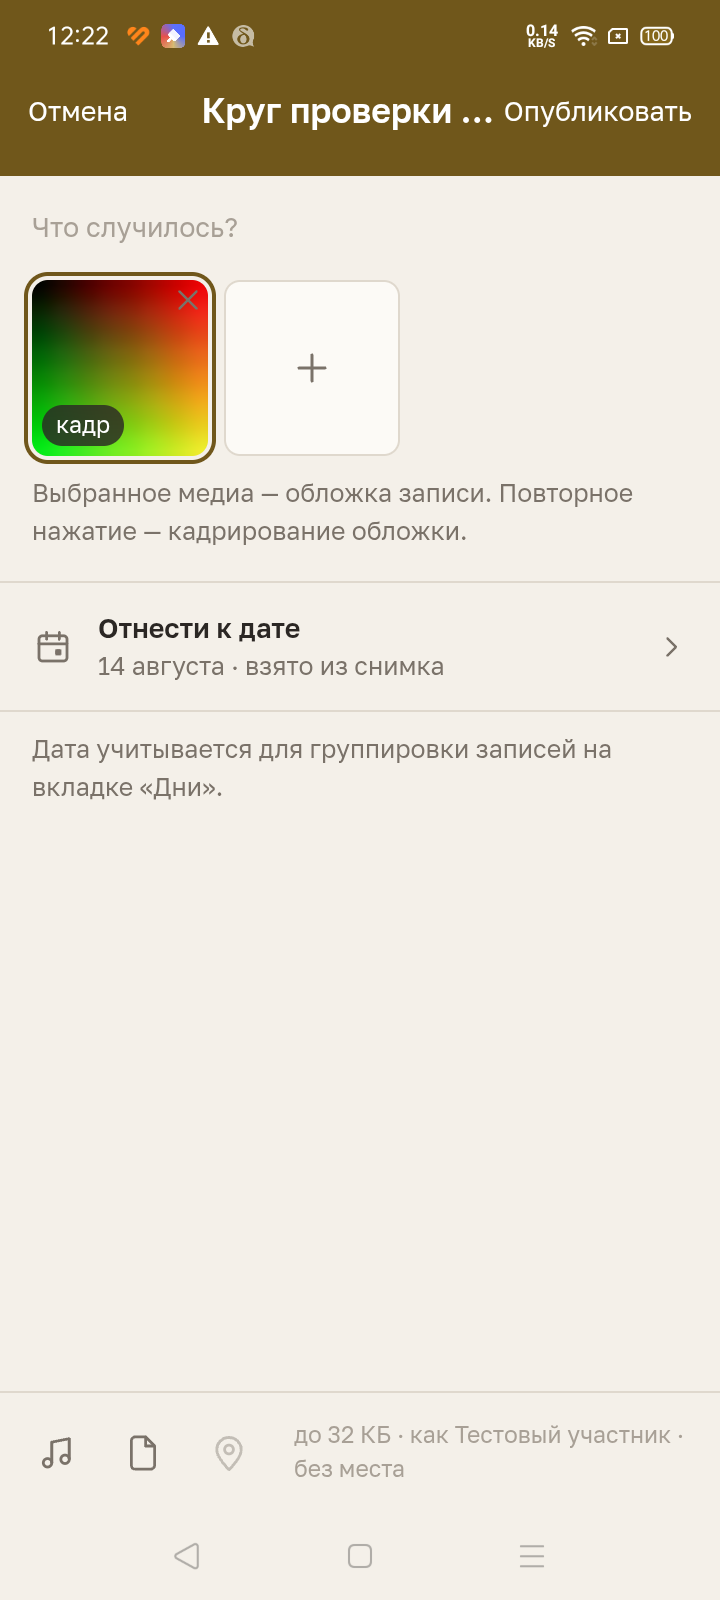 12:22
0.14
KB/S
100
Отмена
Круг проверки ...
Опубликовать
Что случилось?
кадр
Выбранное медиа — обложка записи. Повторное
нажатие — кадрирование обложки.
Отнести к дате
14 августа · взято из снимка
Дата учитывается для группировки записей на
вкладке «Дни».
до 32 КБ · как Тестовый участник ·
без места